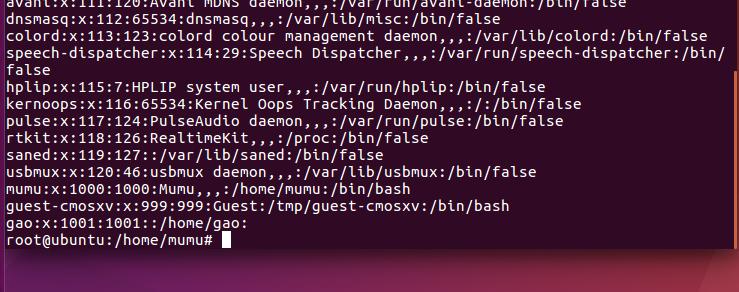 avahi:x:111:120:Avahi mDNS daemon,,,:/var/run/avahi-daemon:/bin/false
dnsmasq:x:112:65534:dnsmasq,,,:/var/lib/misc:/bin/false
colord:x:113:123:colord colour management daemon,,,:/var/lib/colord:/bin/false
speech-dispatcher:x:114:29:Speech Dispatcher,,,:/var/run/speech-dispatcher:/bin/
false
hplip:x:115:7:HPLIP system user,,,:/var/run/hplip:/bin/false
kernoops:x:116:65534:Kernel Oops Tracking Daemon,,,:/:/bin/false
pulse:x:117:124:PulseAudio daemon,,,:/var/run/pulse:/bin/false
rtkit:x:118:126:RealtimeKit,,,:/proc:/bin/false
saned:x:119:127::/var/lib/saned:/bin/false
usbmux:x:120:46:usbmux daemon,,,:/var/lib/usbmux:/bin/false
mumu:x:1000:1000:Mumu,,,:/home/mumu:/bin/bash
guest-cmosxv:x:999:999:Guest:/tmp/guest-cmosxv:/bin/bash
gao:x:1001:1001::/home/gao:
root@ubuntu:/home/mumu#